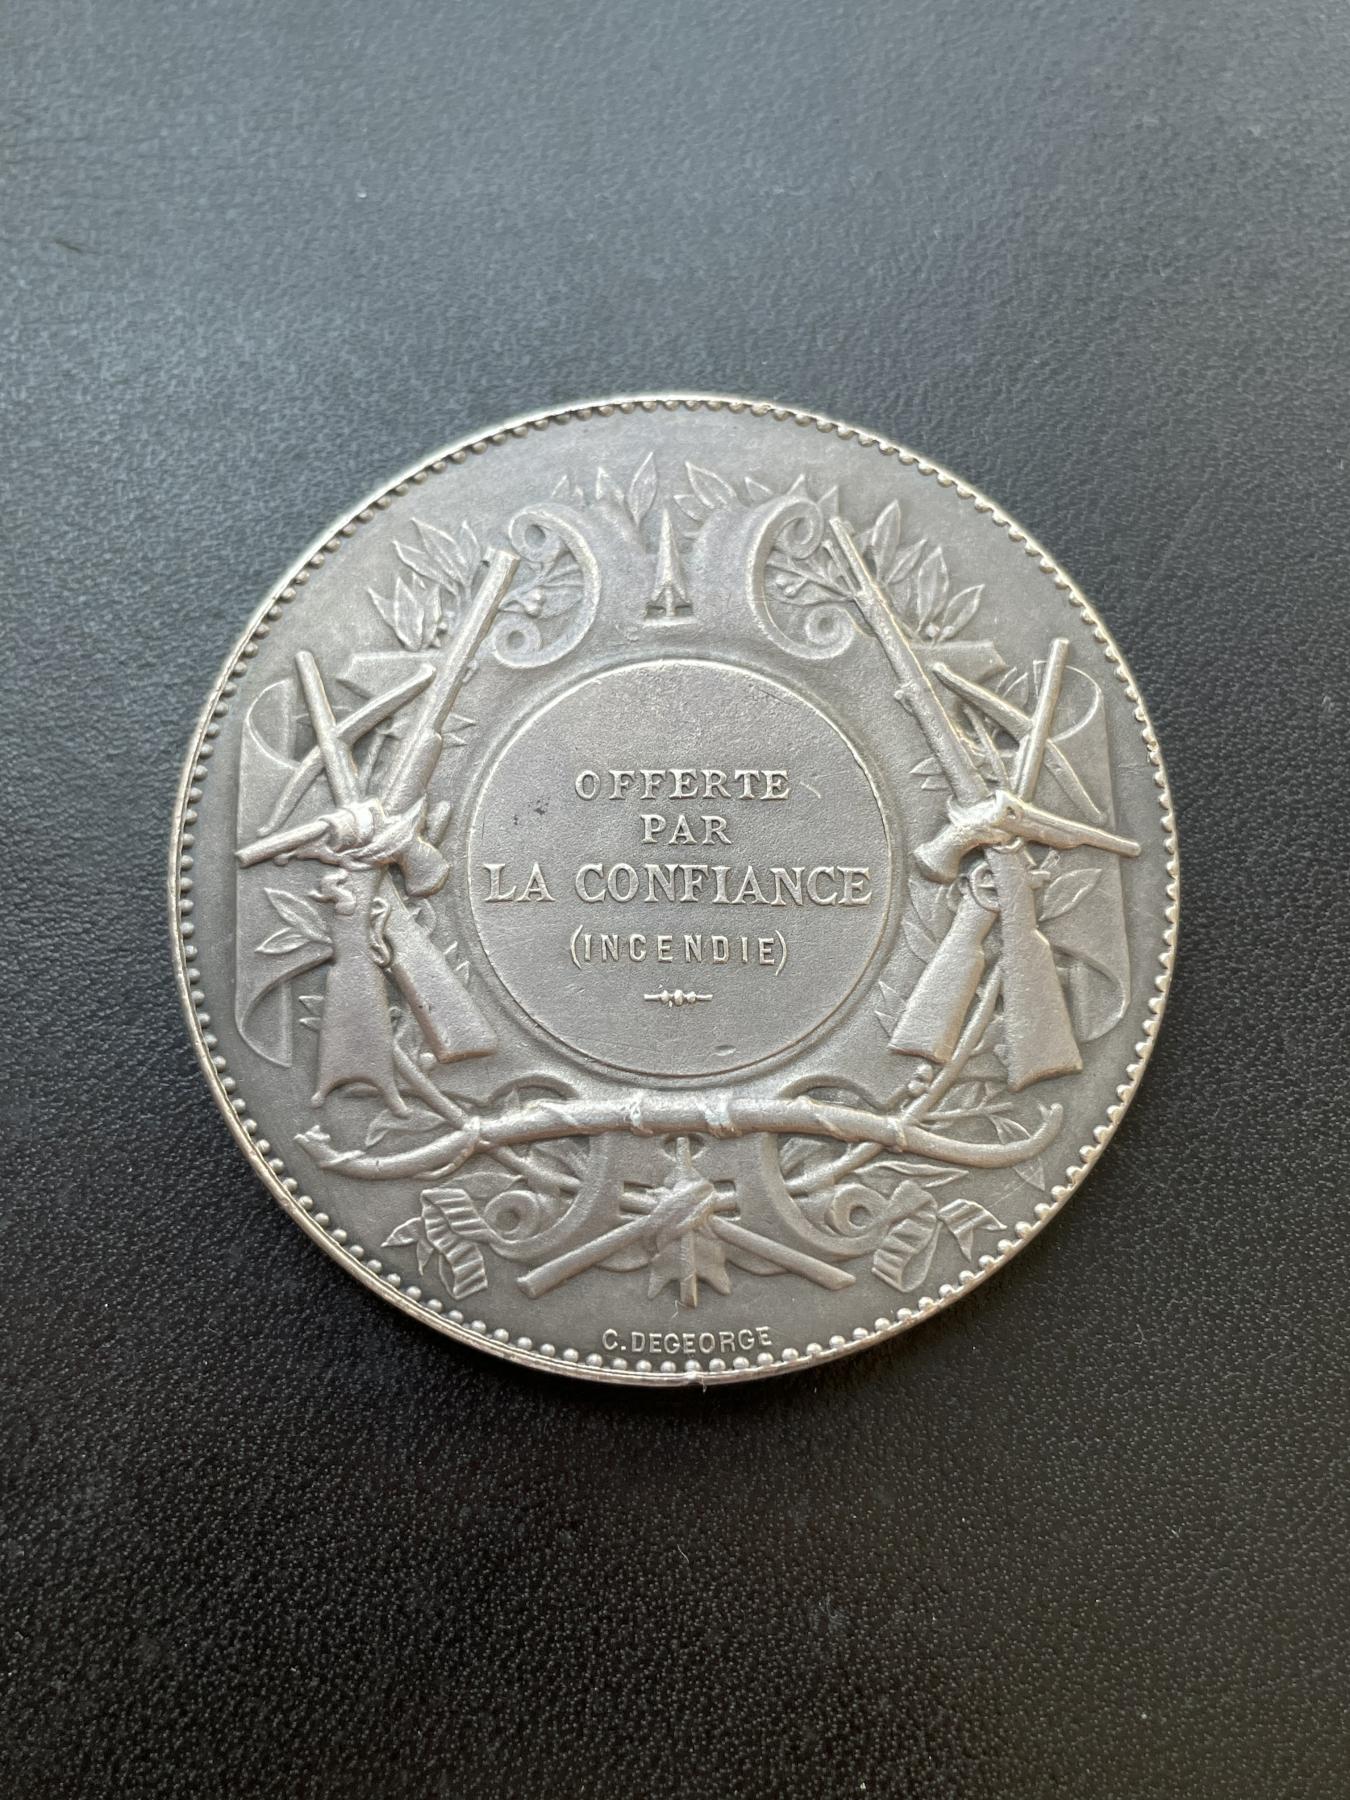 OFFERTE
PAR
LA CONFIANCE
(INCENDIE)
C. DEGEORGE